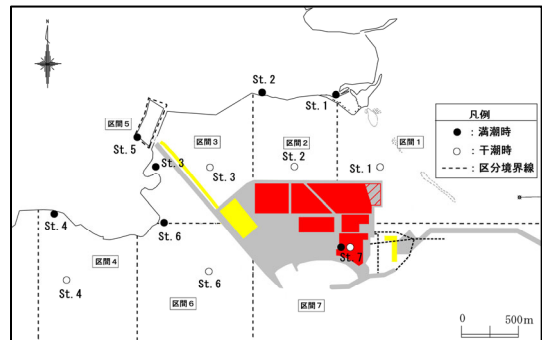 N
St. 2
St. 1
凡例
● : 満潮時
○ : 干潮時
---- : 区分境界線
区間5
St. 5
区間3
区間2
区間1
St. 3
St. 3
St. 2
St. 1
St. 4
St. 6
St. 7
区間4
St. 4
St. 6
区間6
区間7
0 500m